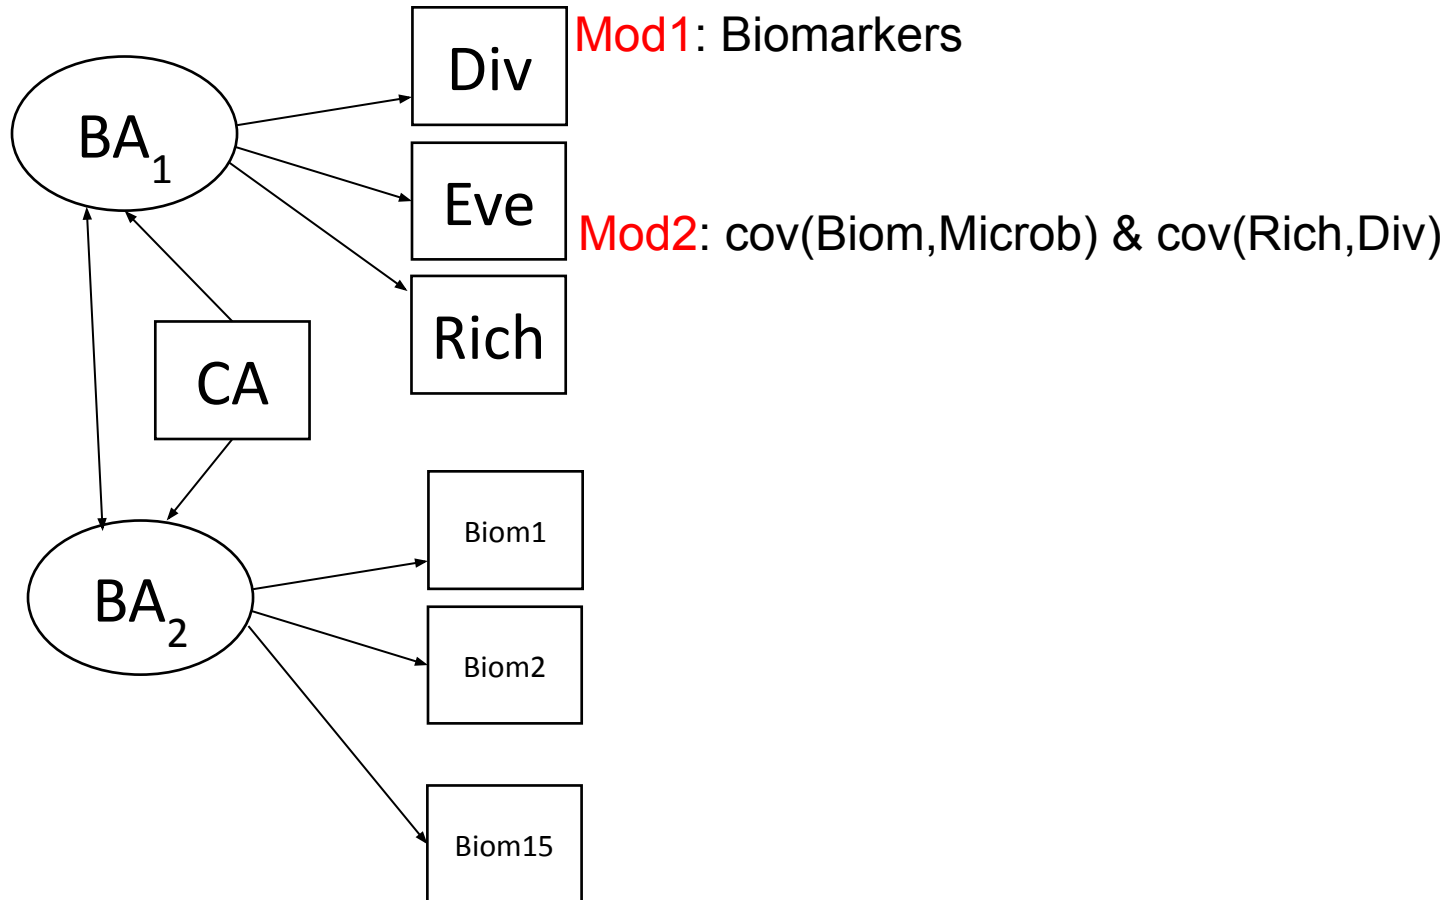 Div
Mod1: Biomarkers
BA1
Eve
Mod2: cov(Biom,Microb) & cov(Rich,Div)
Rich
CA
Biom1
BA2
Biom2
Biom15